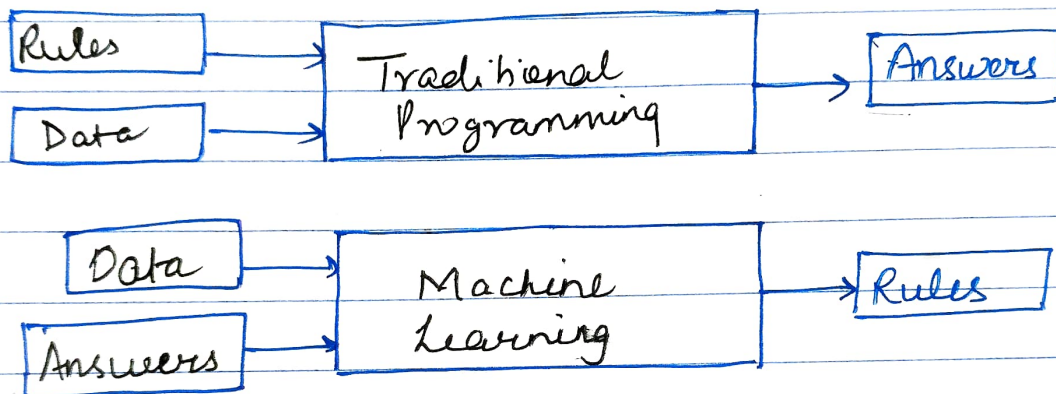 Rules
Data
Traditional
Programming
Answers
Data
Answers
Machine
Learning
Rules